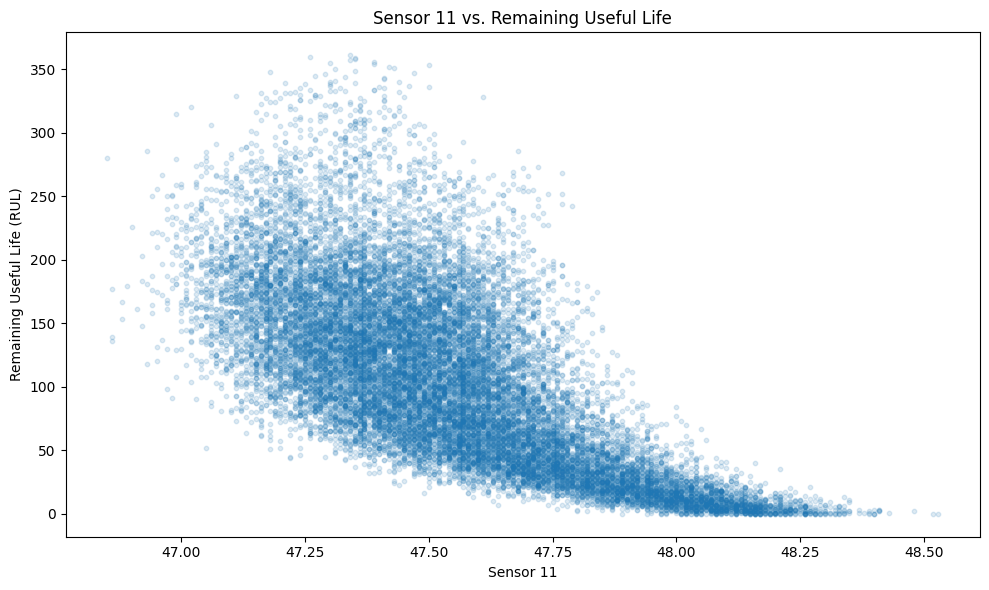 Sensor 11 vs. Remaining Useful Life
Remaining Useful Life (RUL)
350
300
250
200
150
100
50
0
47.00 47.25 47.50 47.75 48.00 48.25 48.50
Sensor 11